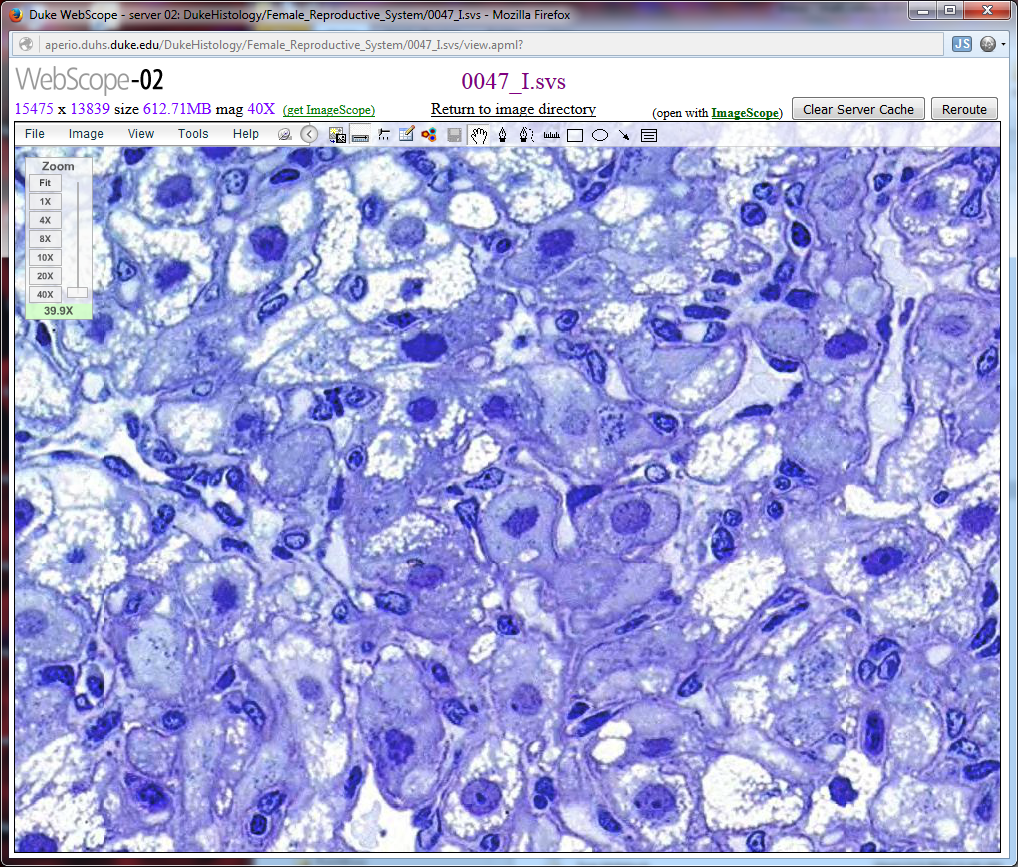 Duke WebScope - server 02: DukeHistology/Female_Reproductive_System/0047_I.svs - Mozilla Firefox
aperio.duhs.duke.edu/DukeHistology/Female_Reproductive_System/0047_I.svs/view.apml?
JS
WebScope-02
0047_I.svs
15475 x 13839 size 612.71MB mag 40X (get ImageScope)
Return to image directory
(open with ImageScope)
Clear Server Cache
Reroute
File Image View Tools Help
Zoom
Fit
1X
4X
8X
10X
20X
40X
39.9X